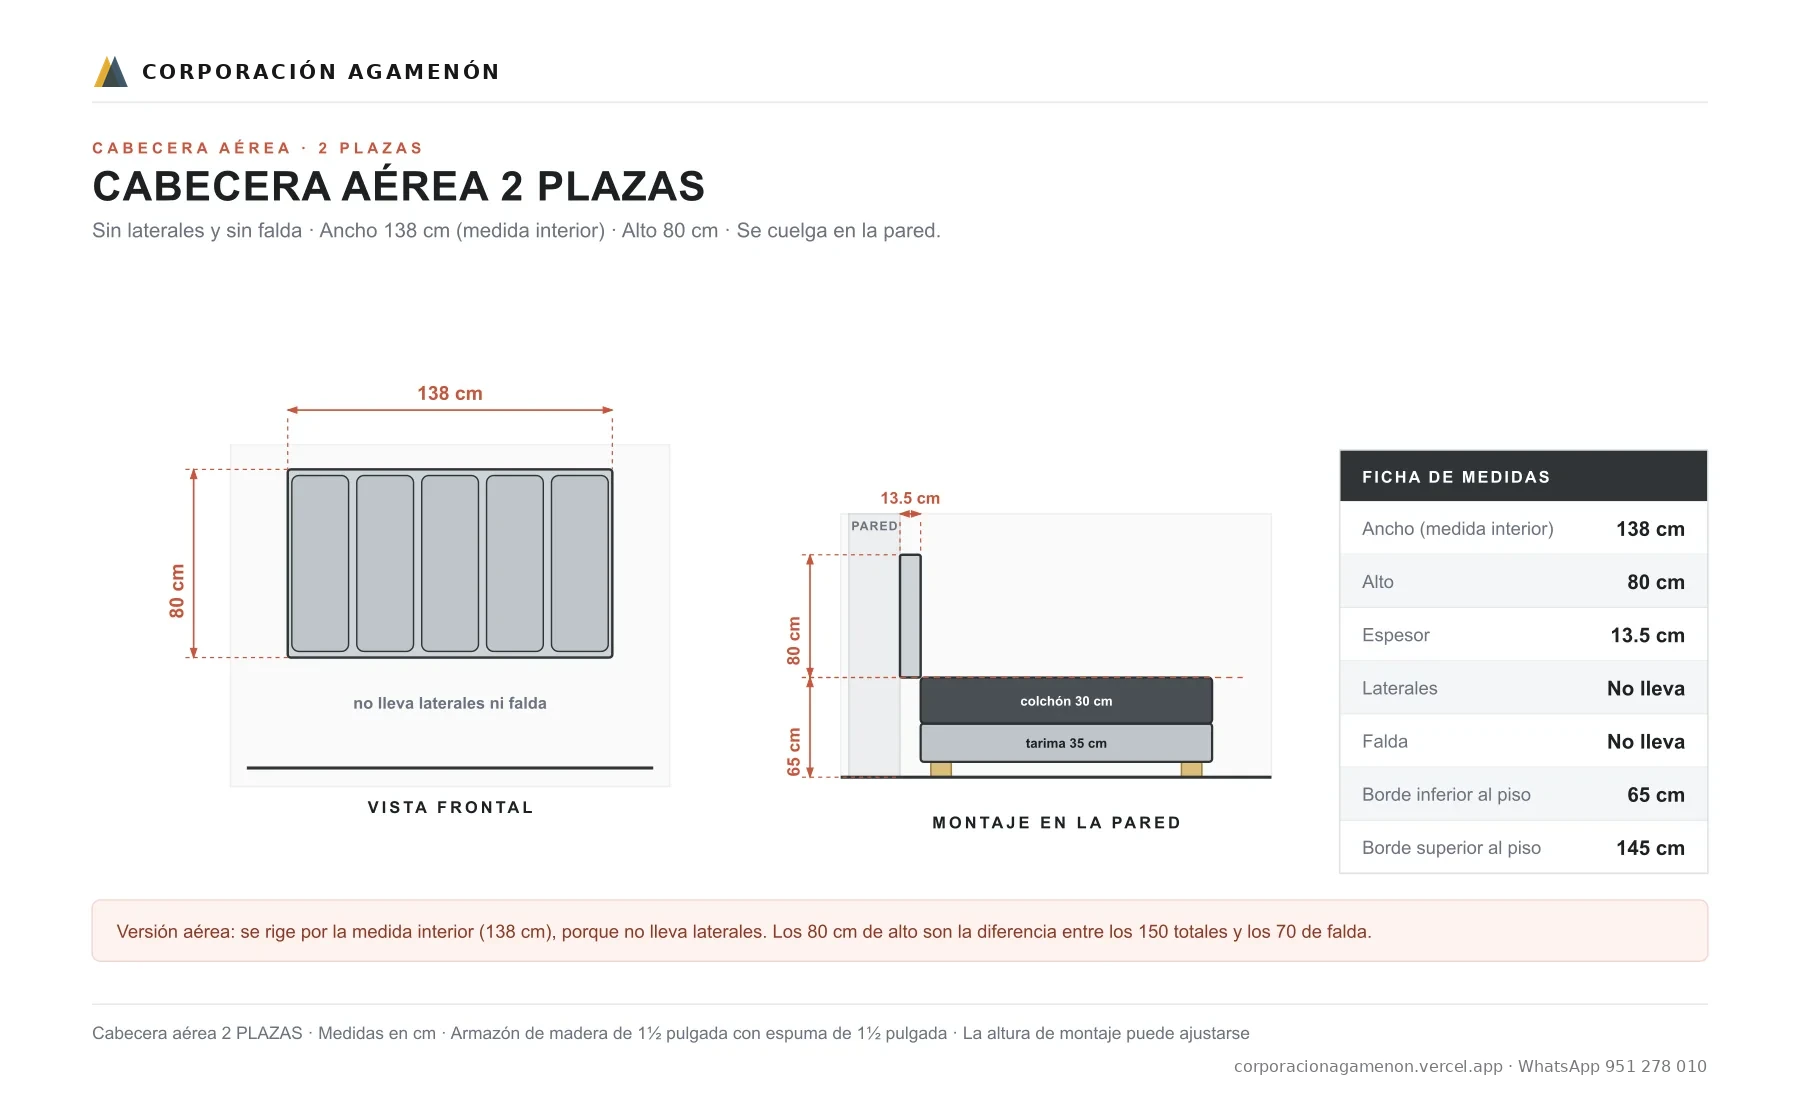 CORPORACIÓN AGAMENÓN
CABECERA AÉREA · 2 PLAZAS
CABECERA AÉREA 2 PLAZAS
Sin laterales y sin falda · Ancho 138 cm (medida interior) · Alto 80 cm · Se cuelga en la pared.
138 cm
80 cm
no lleva laterales ni falda
VISTA FRONTAL
13.5 cm
PARED
80 cm
65 cm
colchón 30 cm
tarima 35 cm
MONTAJE EN LA PARED
FICHA DE MEDIDAS
Ancho (medida interior) 138 cm
Alto 80 cm
Espesor 13.5 cm
Laterales No lleva
Falda No lleva
Borde inferior al piso 65 cm
Borde superior al piso 145 cm
Versión aérea: se rige por la medida interior (138 cm), porque no lleva laterales. Los 80 cm de alto son la diferencia entre los 150 totales y los 70 de falda.
Cabecera aérea 2 PLAZAS · Medidas en cm · Armazón de madera de 1½ pulgada con espuma de 1½ pulgada · La altura de montaje puede ajustarse
corporacionagamenon.vercel.app · WhatsApp 951 278 010